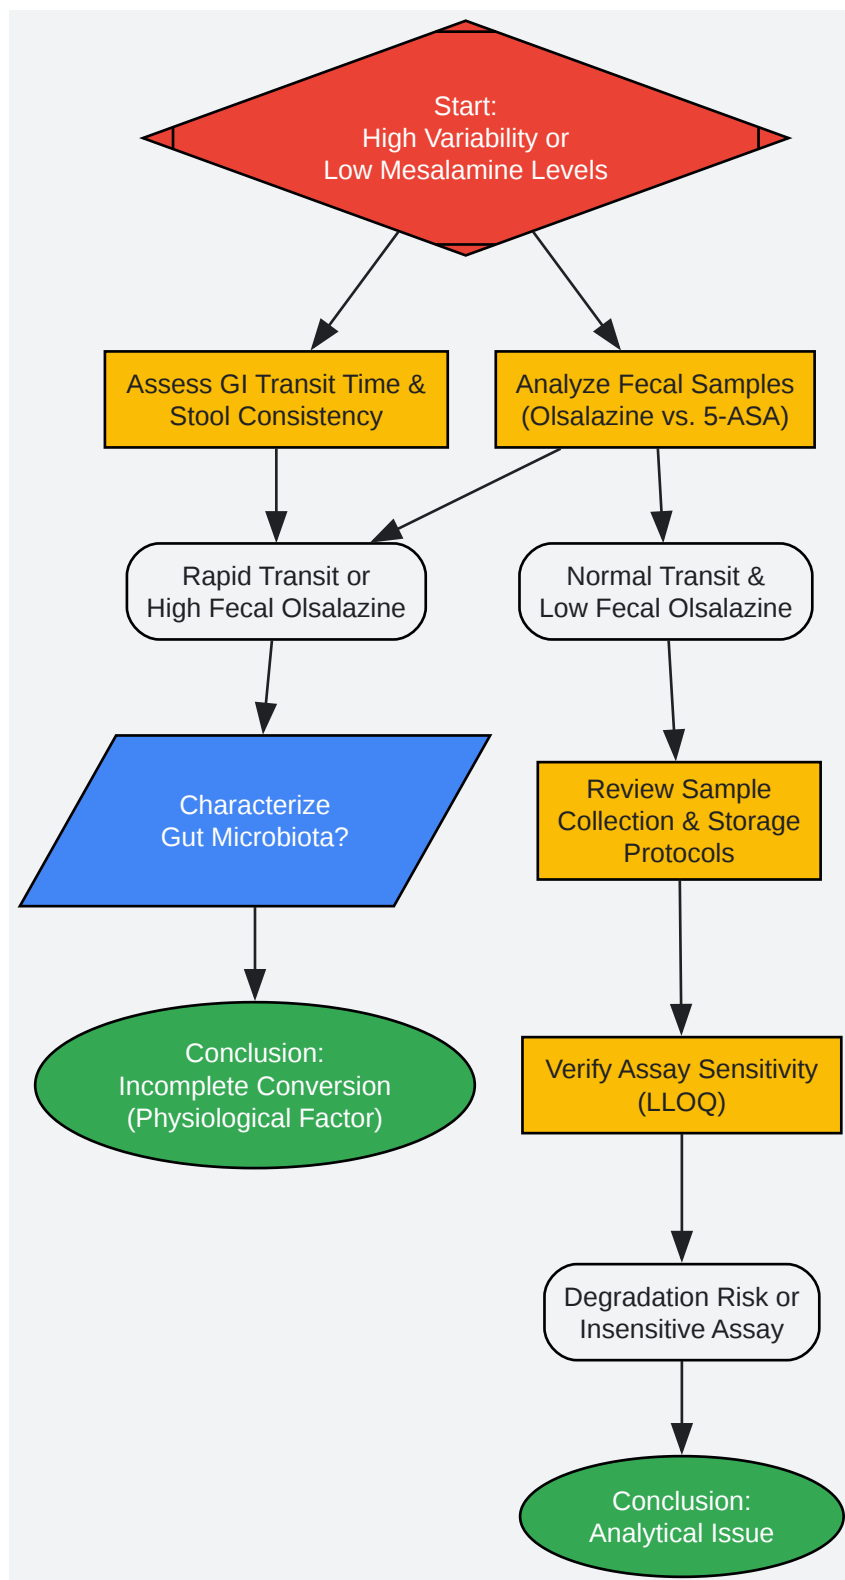 Start:
High Variability or
Low Mesalamine Levels
Assess GI Transit Time &
Stool Consistency
Analyze Fecal Samples
(Olsalazine vs. 5-ASA)
Rapid Transit or
High Fecal Olsalazine
Normal Transit &
Low Fecal Olsalazine
Characterize
Gut Microbiota?
Review Sample
Collection & Storage
Protocols
Conclusion:
Incomplete Conversion
(Physiological Factor)
Verify Assay Sensitivity
(LLOQ)
Degradation Risk or
Insensitive Assay
Conclusion:
Analytical Issue